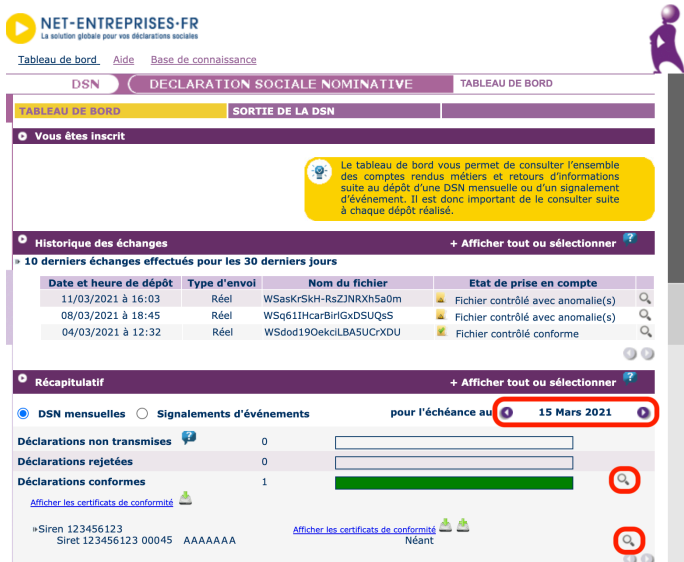 NET-ENTREPRISES·FR
La solution globale pour vos déclarations sociales
Tableau de bord Aide Base de connaissance
DSN DECLARATION SOCIALE NOMINATIVE TABLEAU DE BORD
TABLEAU DE BORD SORTIE DE LA DSN
Vous êtes inscrit
Le tableau de bord vous permet de consulter l'ensemble
des comptes rendus métiers et retours d'informations
suite au dépôt d'une DSN mensuelle ou d'un signalement
d'événement. Il est donc important de le consulter suite
à chaque dépôt réalisé.
Historique des échanges + Afficher tout ou sélectionner ?
10 derniers échanges effectués pour les 30 derniers jours
Date et heure de dépôt Type d'envoi Nom du fichier Etat de prise en compte
11/03/2021 à 16:03 Réel WSasKrSkH-RsZJNRXh5a0m Fichier contrôlé avec anomalie(s)
08/03/2021 à 18:45 Réel WSq61IHcarBirlGxDSUQsS Fichier contrôlé avec anomalie(s)
04/03/2021 à 12:32 Réel WSdod19OekciLBA5UCrXDU Fichier contrôlé conforme
Récapitulatif + Afficher tout ou sélectionner ?
DSN mensuelles Signalements d'événements pour l'échéance au 15 Mars 2021
Déclarations non transmises ? 0
Déclarations rejetées 0
Déclarations conformes 1
Afficher les certificats de conformité
Siren 123456123 Afficher les certificats de conformité
Siret 123456123 00045 AAAAAAA Néant